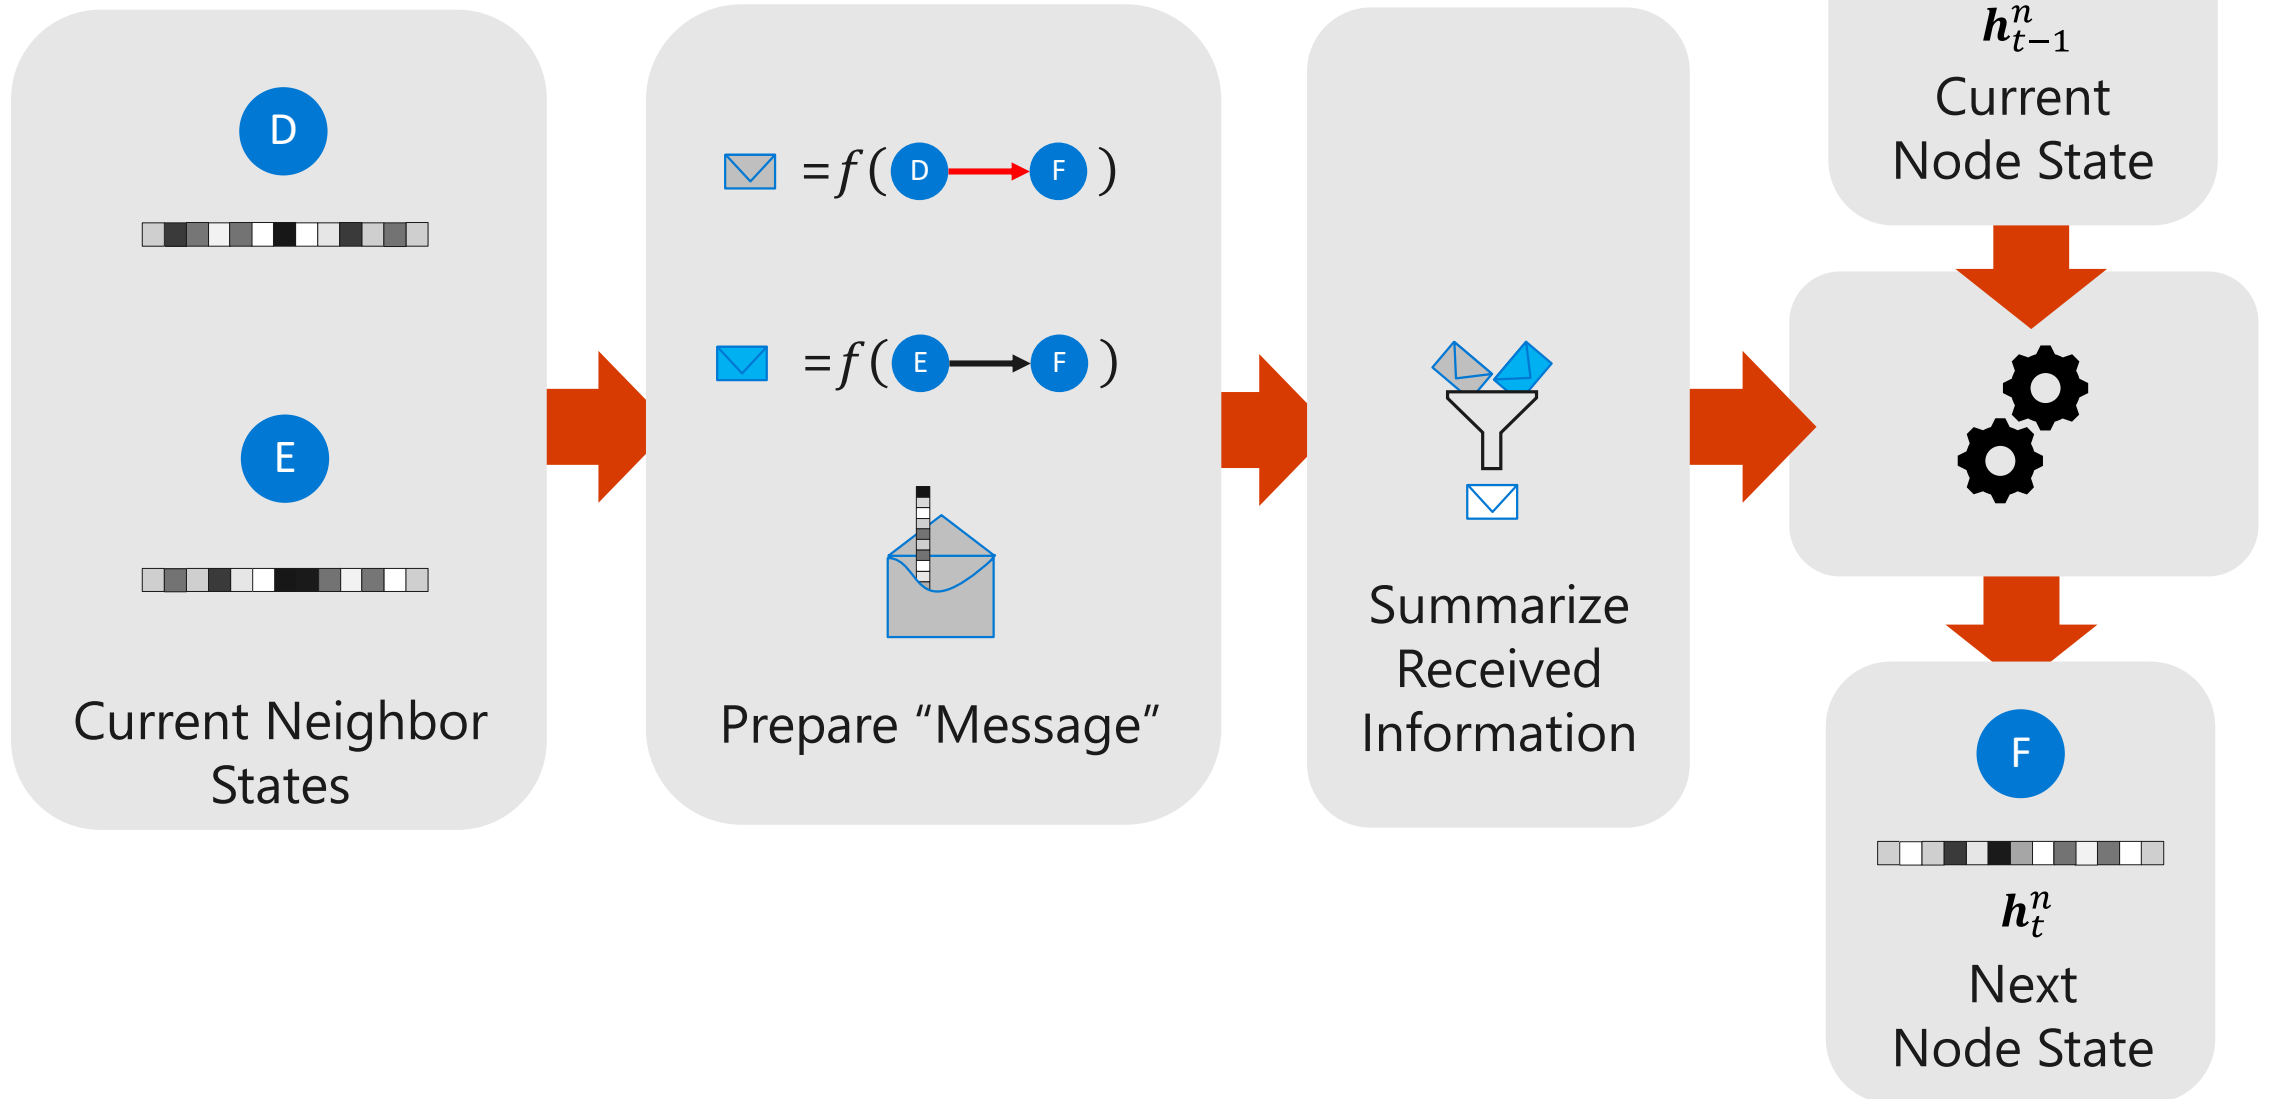 D
E
Current Neighbor
States
=f( D F )
=f( E F )
Prepare “Message”
Summarize
Received
Information
h^n_{t−1}
Current
Node State
F
h^n_t
Next
Node State